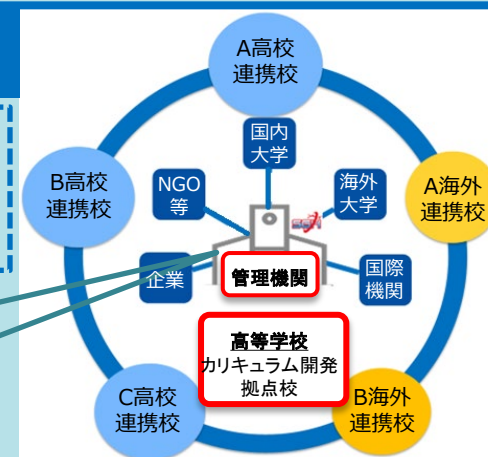 A高校
連携校
国内
大学
NGO
等
海外
大学
B高校
連携校
A海外
連携校
企業
管理機関
国際
機関
高等学校
カリキュラム開発
拠点校
C高校
連携校
B海外
連携校